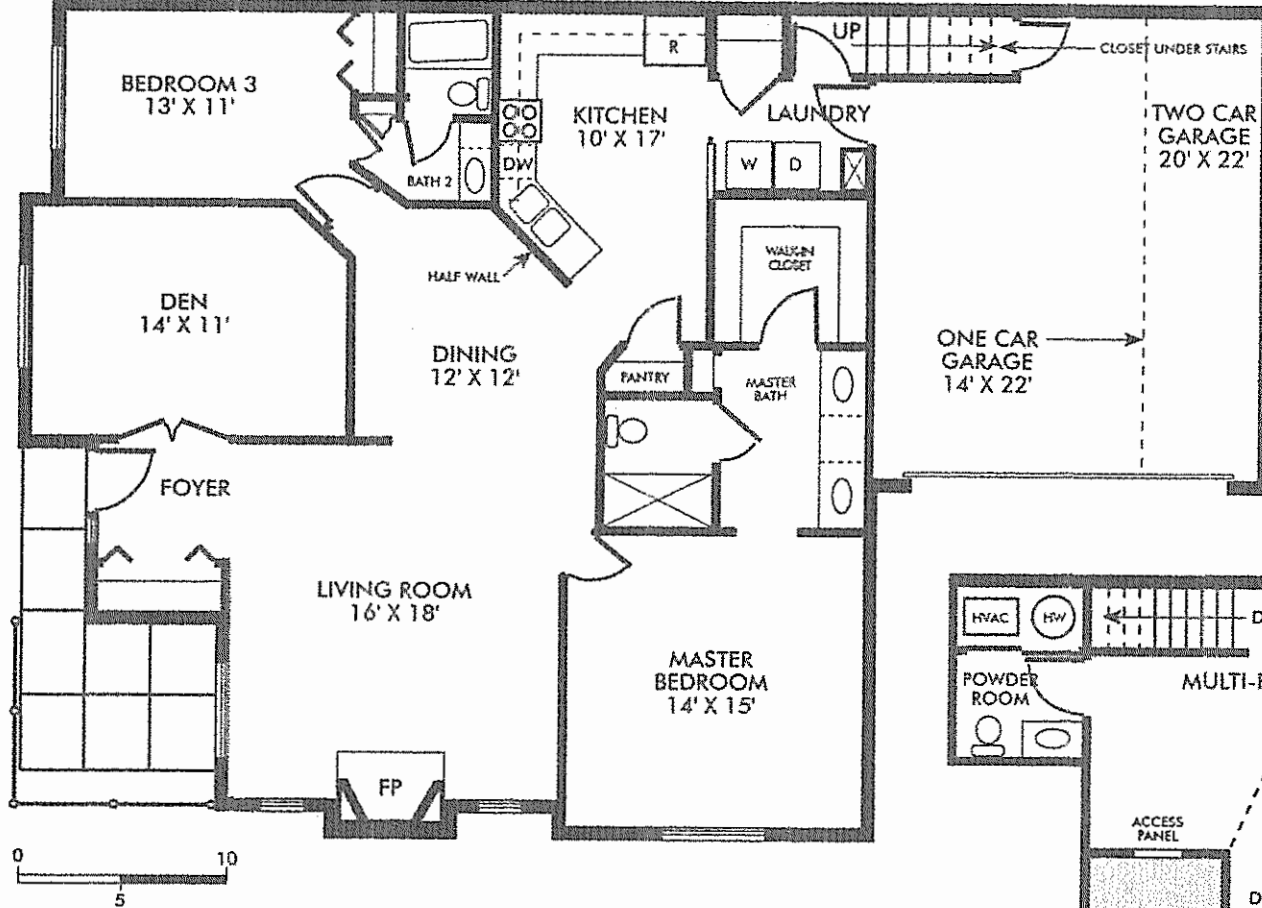 BEDROOM 3
13' X 11'
BATH 2
R
KITCHEN
10' X 17'
DW
HALF WALL
UP
CLOSET UNDER STAIRS
LAUNDRY
W
D
TWO CAR
GARAGE
20' X 22'
WALK-IN
CLOSET
DEN
14' X 11'
DINING
12' X 12'
PANTRY
MASTER
BATH
ONE CAR
GARAGE
14' X 22'
FOYER
LIVING ROOM
16' X 18'
MASTER
BEDROOM
14' X 15'
FP
HVAC
HW
D
POWDER
ROOM
MULTI-
ACCESS
PANEL
D
0
10
5